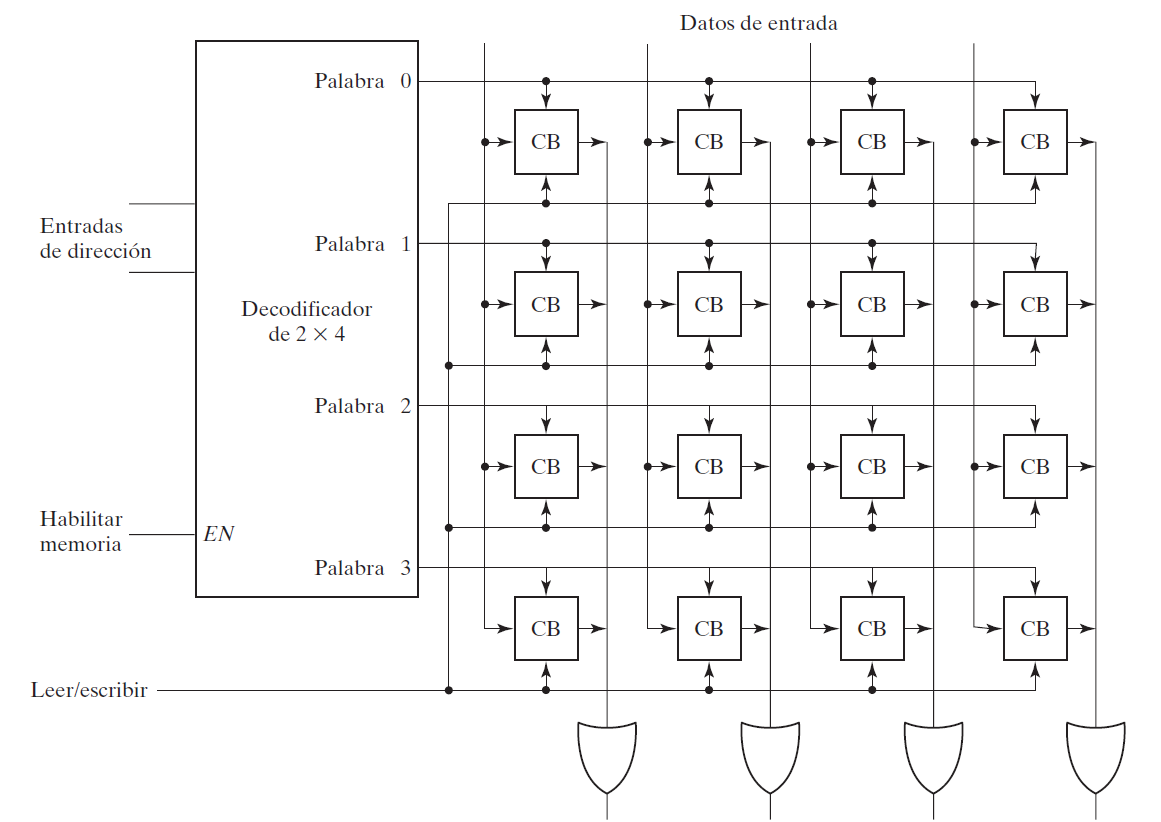 Datos de entrada
Palabra 0
CB CB CB CB
Entradas
de dirección
Palabra 1
Decodificador
de 2 × 4
CB CB CB CB
Palabra 2
CB CB CB CB
Habilitar
memoria
EN
Palabra 3
CB CB CB CB
Leer/escribir